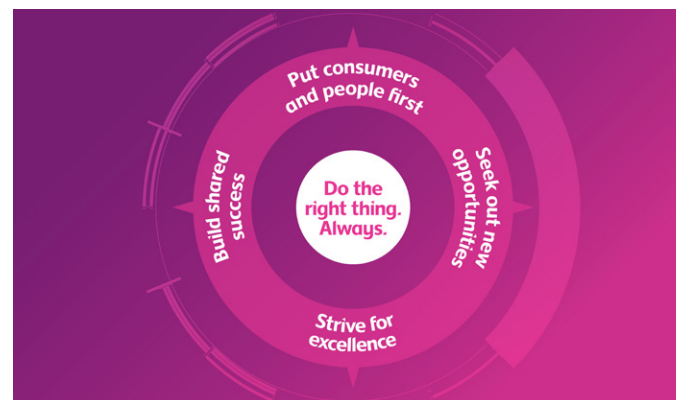 Put consumers
and people first
Seek out new
opportunities
Strive for
excellence
Build shared
success
Do the
right thing.
Always.